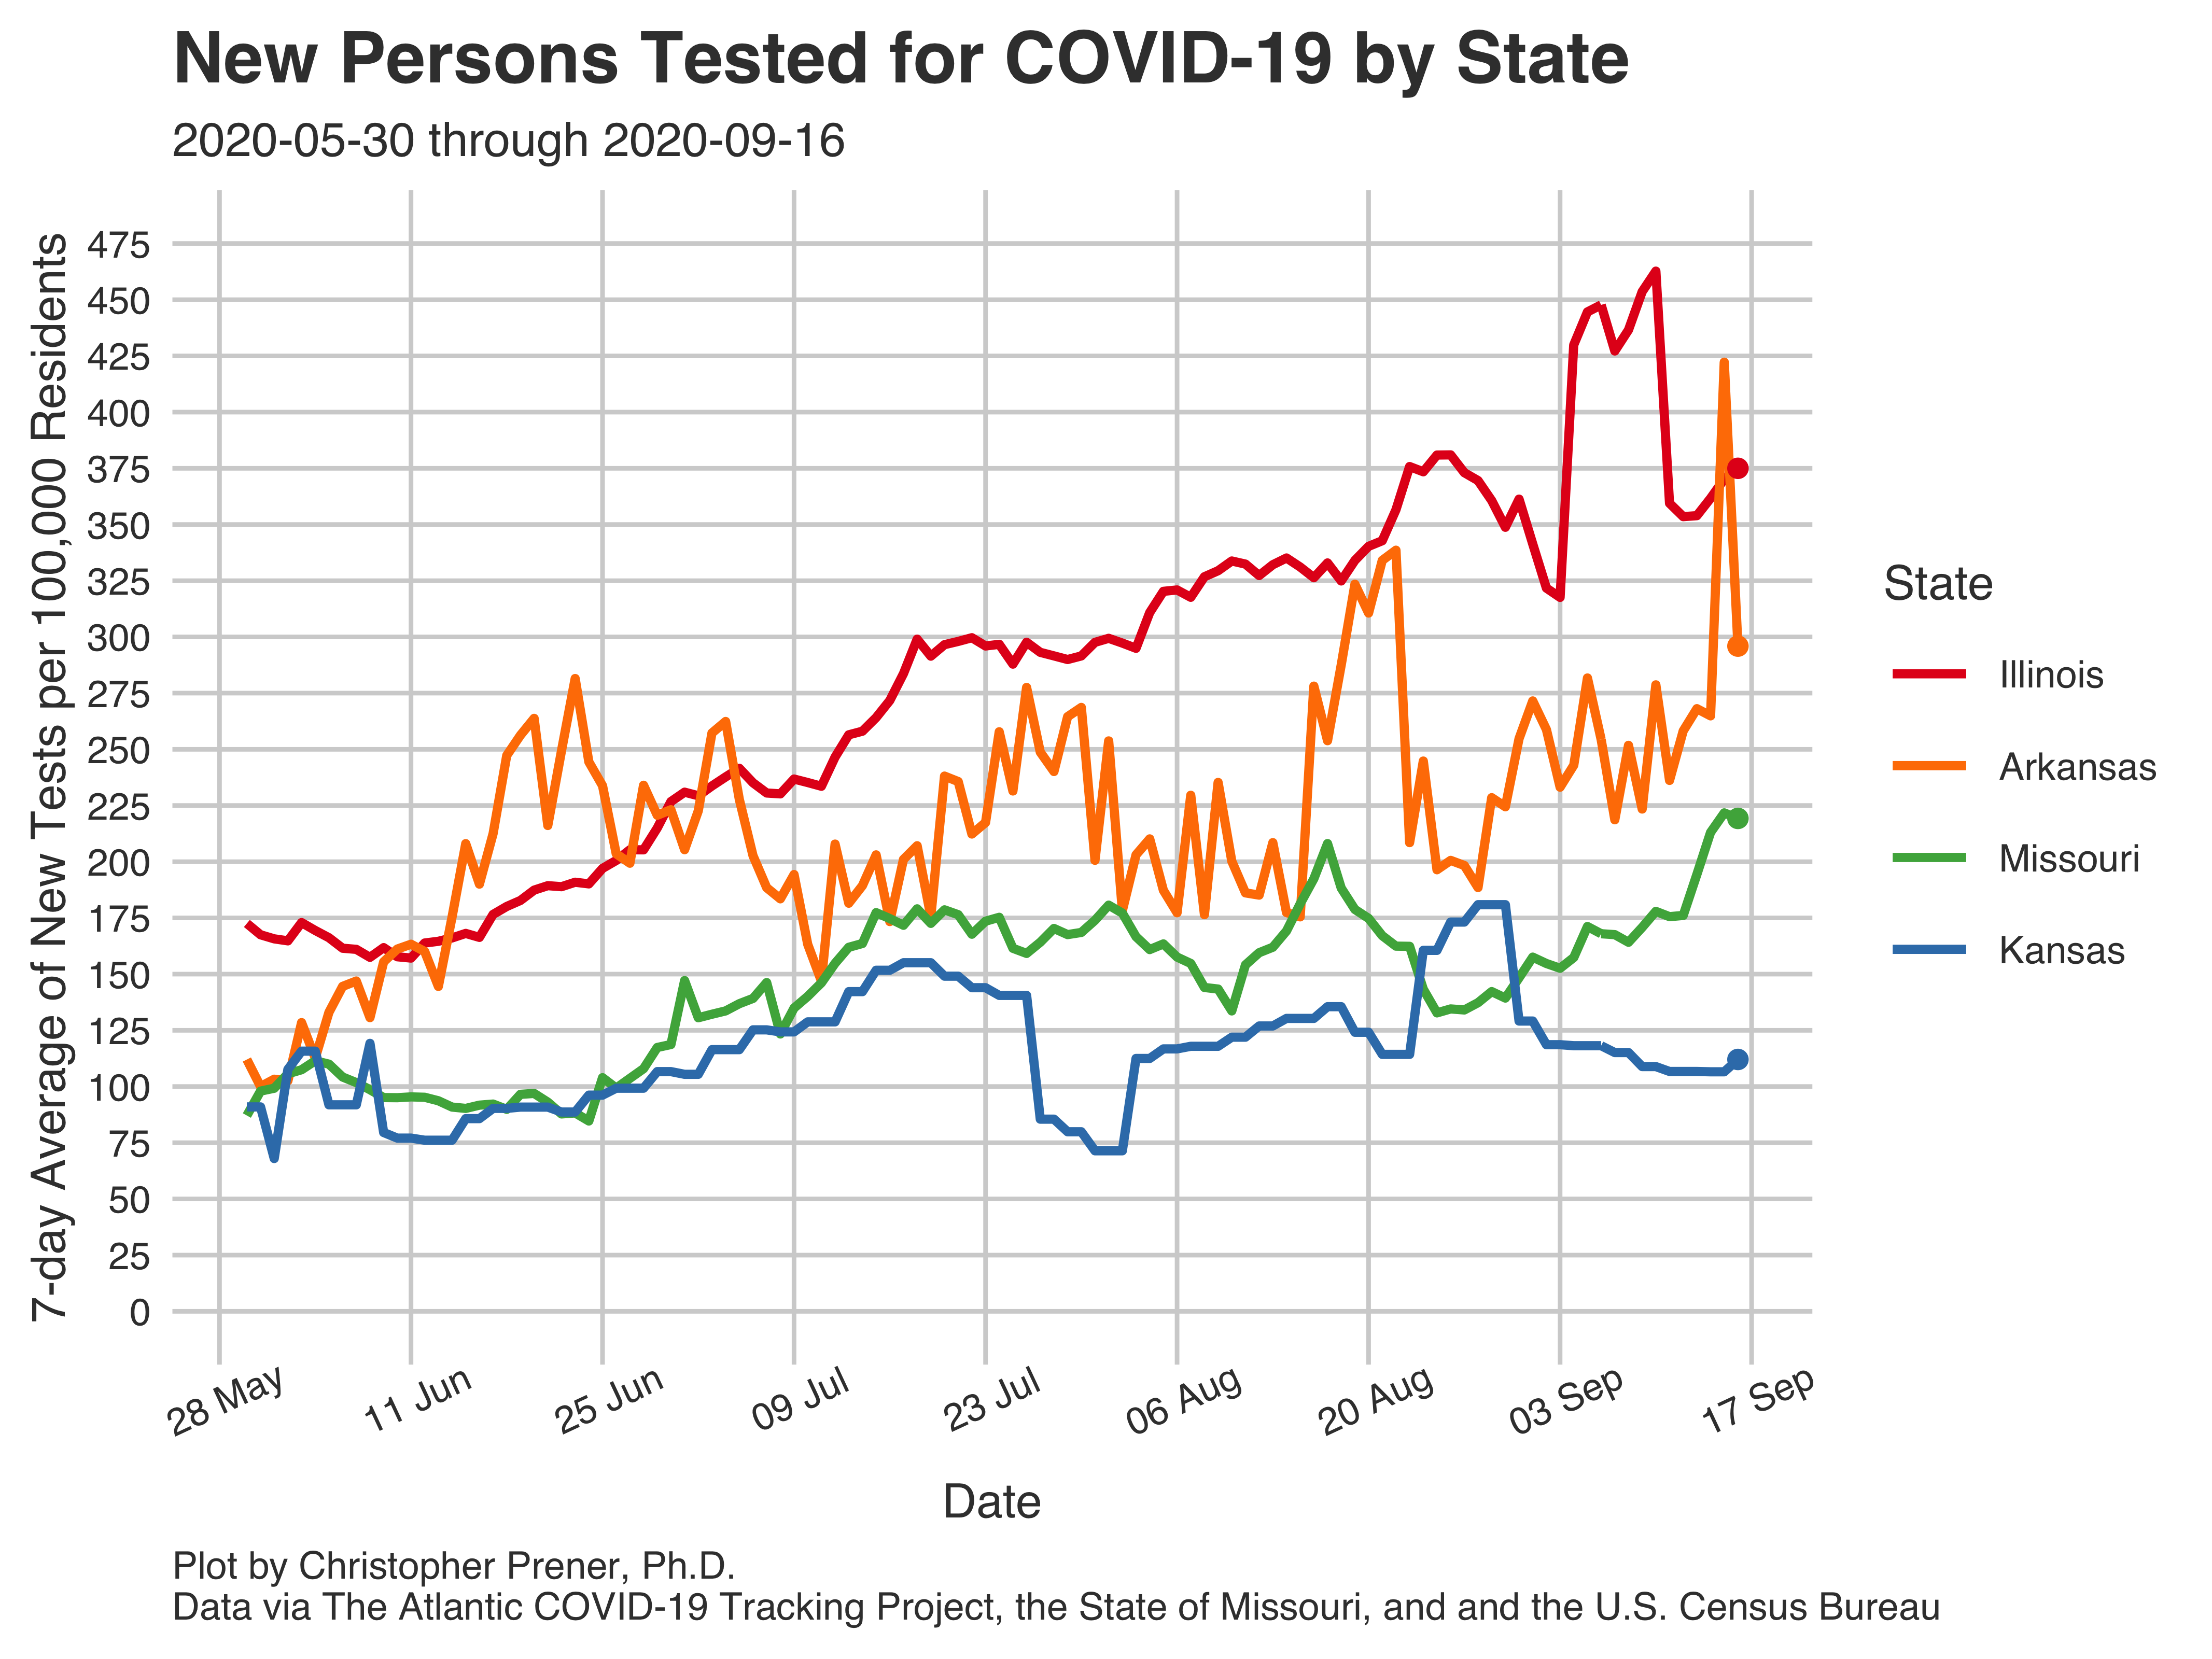 New Persons Tested for COVID-19 by State
2020-05-30 through 2020-09-16
7-day Average of New Tests per 100,000 Residents
475
450
425
400
375
350
325
300
275
250
225
200
175
150
125
100
75
50
25
0
28 May
11 Jun
25 Jun
09 Jul
23 Jul
06 Aug
20 Aug
03 Sep
17 Sep
Date
State
Illinois
Arkansas
Missouri
Kansas
Plot by Christopher Prener, Ph.D.
Data via The Atlantic COVID-19 Tracking Project, the State of Missouri, and and the U.S. Census Bureau